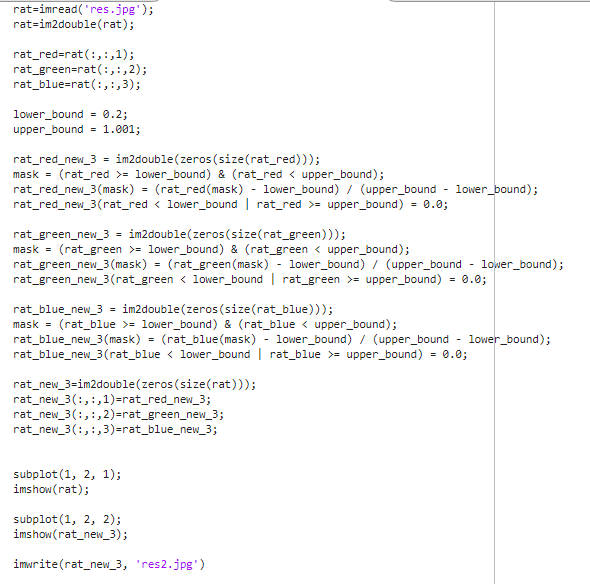 rat=imread('res.jpg');
rat=im2double(rat);
rat_red=rat(:,:,1);
rat_green=rat(:,:,2);
rat_blue=rat(:,:,3);
lower_bound = 0.2;
upper_bound = 1.001;
rat_red_new_3 = im2double(zeros(size(rat_red)));
mask = (rat_red >= lower_bound) & (rat_red < upper_bound);
rat_red_new_3(mask) = (rat_red(mask) - lower_bound) / (upper_bound - lower_bound);
rat_red_new_3(rat_red < lower_bound | rat_red >= upper_bound) = 0.0;
rat_green_new_3 = im2double(zeros(size(rat_green)));
mask = (rat_green >= lower_bound) & (rat_green < upper_bound);
rat_green_new_3(mask) = (rat_green(mask) - lower_bound) / (upper_bound - lower_bound);
rat_green_new_3(rat_green < lower_bound | rat_green >= upper_bound) = 0.0;
rat_blue_new_3 = im2double(zeros(size(rat_blue)));
mask = (rat_blue >= lower_bound) & (rat_blue < upper_bound);
rat_blue_new_3(mask) = (rat_blue(mask) - lower_bound) / (upper_bound - lower_bound);
rat_blue_new_3(rat_blue < lower_bound | rat_blue >= upper_bound) = 0.0;
rat_new_3=im2double(zeros(size(rat)));
rat_new_3(:,:,1)=rat_red_new_3;
rat_new_3(:,:,2)=rat_green_new_3;
rat_new_3(:,:,3)=rat_blue_new_3;
subplot(1, 2, 1);
imshow(rat);
subplot(1, 2, 2);
imshow(rat_new_3);
imwrite(rat_new_3, 'res2.jpg')